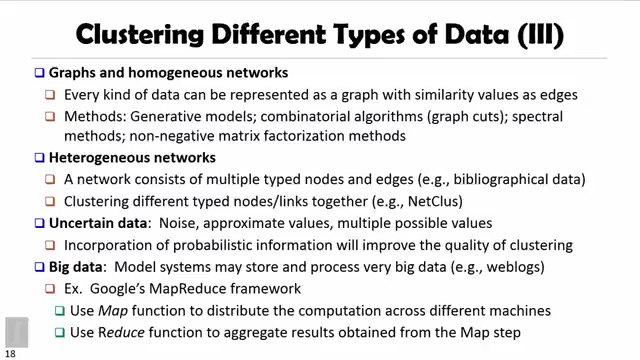 Clustering Different Types of Data (III)
Graphs and homogeneous networks
Every kind of data can be represented as a graph with similarity values as edges
Methods: Generative models; combinatorial algorithms (graph cuts); spectral
methods; non-negative matrix factorization methods
Heterogeneous networks
A network consists of multiple typed nodes and edges (e.g., bibliographical data)
Clustering different typed nodes/links together (e.g., NetClus)
Uncertain data: Noise, approximate values, multiple possible values
Incorporation of probabilistic information will improve the quality of clustering
Big data: Model systems may store and process very big data (e.g., weblogs)
Ex. Google's MapReduce framework
Use Map function to distribute the computation across different machines
Use Reduce function to aggregate results obtained from the Map step
18